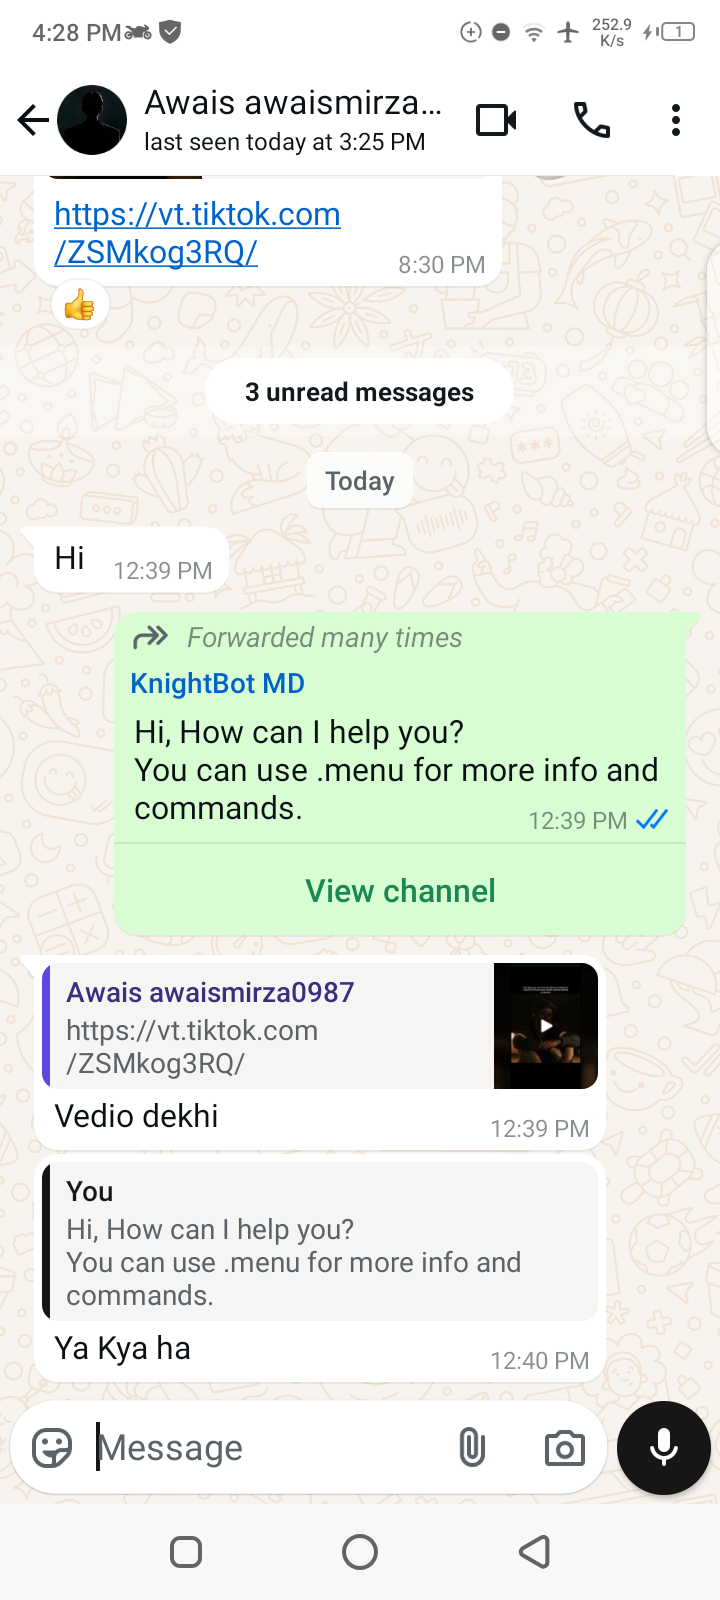 4:28 PM
252.9
K/s
1
Awais awaismirza...
last seen today at 3:25 PM
https://vt.tiktok.com
/ZSMkog3RQ/
8:30 PM
3 unread messages
Today
Hi
12:39 PM
Forwarded many times
KnightBot MD
Hi, How can I help you?
You can use .menu for more info and
commands.
12:39 PM
View channel
Awais awaismirza0987
https://vt.tiktok.com
/ZSMkog3RQ/
Vedio dekhi
12:39 PM
You
Hi, How can I help you?
You can use .menu for more info and
commands.
Ya Kya ha
12:40 PM
Message